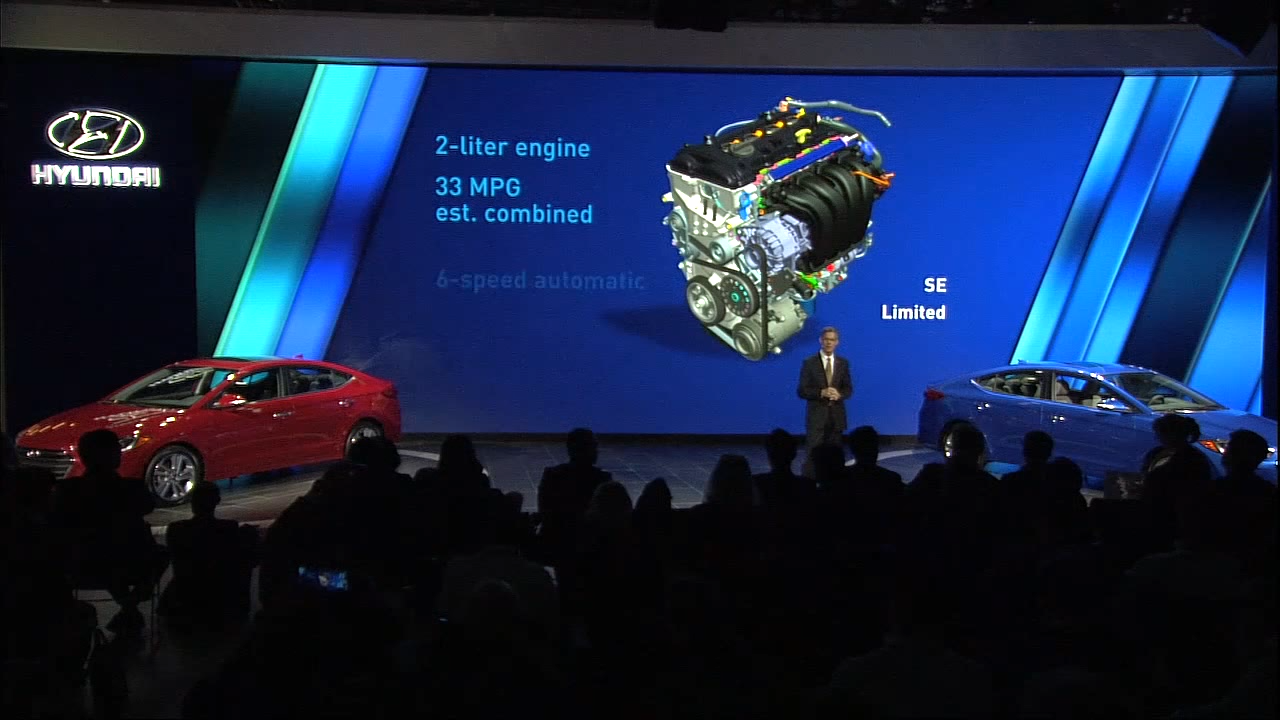 HYUNDAI
2-liter engine
33 MPG
est. combined
6-speed automatic
SE
Limited